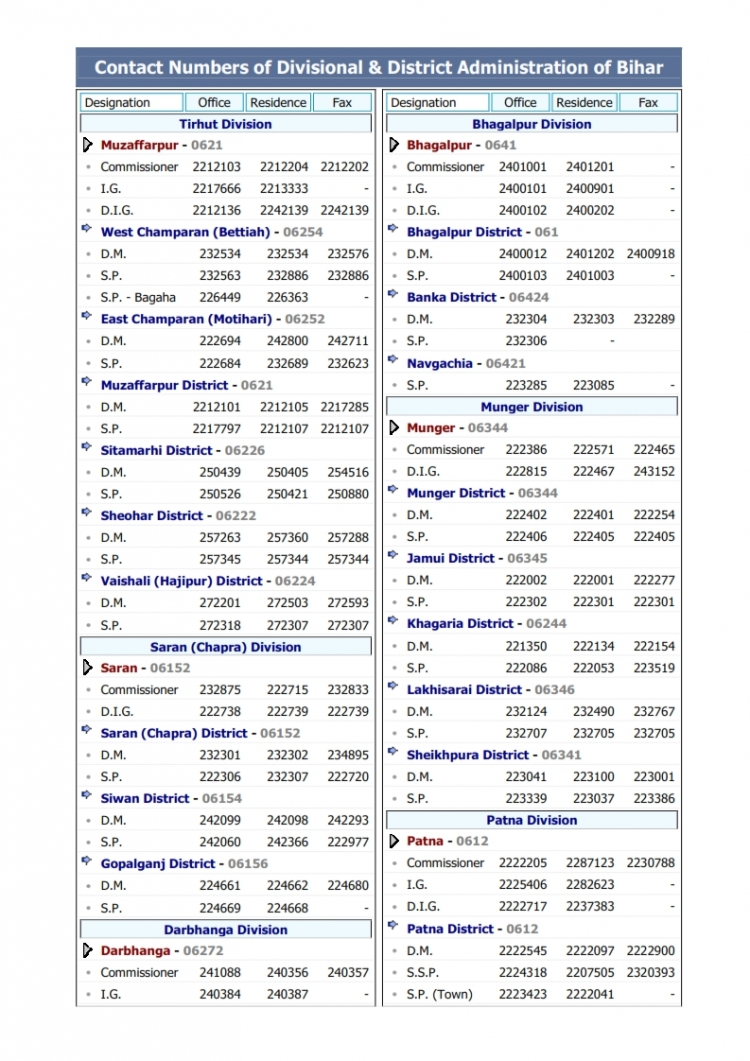 Contact Numbers of Divisional & District Administration of Bihar
Designation Office Residence Fax
Tirhut Division
Muzaffarpur - 0621
Commissioner 2212103 2212204 2212202
I.G. 2217666 2213333 -
D.I.G. 2212136 2242139 2242139
West Champaran (Bettiah) - 06254
D.M. 232534 232534 232576
S.P. 232563 232886 232886
S.P. - Bagaha 226449 226363 -
East Champaran (Motihari) - 06252
D.M. 222694 242800 242711
S.P. 222684 232689 232623
Muzaffarpur District - 0621
D.M. 2212101 2212105 2217285
S.P. 2217797 2212107 2212107
Sitamarhi District - 06226
D.M. 250439 250405 254516
S.P. 250526 250421 250880
Sheohar District - 06222
D.M. 257263 257360 257288
S.P. 257345 257344 257344
Vaishali (Hajipur) District - 06224
D.M. 272201 272503 272593
S.P. 272318 272307 272307
Saran (Chapra) Division
Saran - 06152
Commissioner 232875 222715 232833
D.I.G. 222738 222739 222739
Saran (Chapra) District - 06152
D.M. 232301 232302 234895
S.P. 222306 232307 222720
Siwan District - 06154
D.M. 242099 242098 242293
S.P. 242060 242366 222977
Gopalganj District - 06156
D.M. 224661 224662 224680
S.P. 224669 224668 -
Darbhanga Division
Darbhanga - 06272
Commissioner 241088 240356 240357
I.G. 240384 240387 -
Designation Office Residence Fax
Bhagalpur Division
Bhagalpur - 0641
Commissioner 2401001 2401201 -
I.G. 2400101 2400901 -
D.I.G. 2400102 2400202 -
Bhagalpur District - 061
D.M. 2400012 2401202 2400918
S.P. 2400103 2401003 -
Banka District - 06424
D.M. 232304 232303 232289
S.P. 232306 -
Navgachia - 06421
S.P. 223285 223085 -
Munger Division
Munger - 06344
Commissioner 222386 222571 222465
D.I.G. 222815 222467 243152
Munger District - 06344
D.M. 222402 222401 222254
S.P. 222406 222405 222405
Jamui District - 06345
D.M. 222002 222001 222277
S.P. 222302 222301 222301
Khagaria District - 06244
D.M. 221350 222134 222154
S.P. 222086 222053 223519
Lakhisarai District - 06346
D.M. 232124 232490 232767
S.P. 232707 232705 232705
Sheikhpura District - 06341
D.M. 223041 223100 223001
S.P. 223339 223037 223386
Patna Division
Patna - 0612
Commissioner 2222205 2287123 2230788
I.G. 2225406 2282623 -
D.I.G. 2222717 2237383 -
Patna District - 0612
D.M. 2222545 2222097 2222900
S.S.P. 2224318 2207505 2320393
S.P. (Town) 2223423 2222041 -